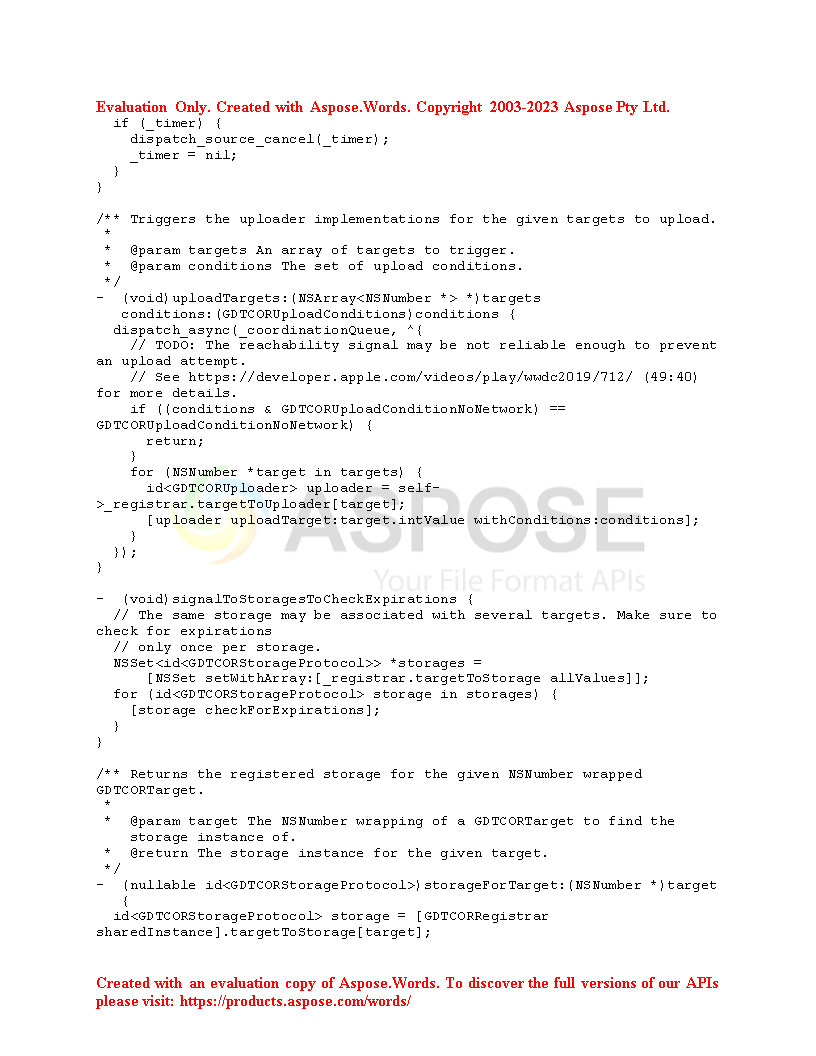 Evaluation Only. Created with Aspose.Words. Copyright 2003-2023 Aspose Pty Ltd.
  if (_timer) {
    dispatch_source_cancel(_timer);
    _timer = nil;
  }
}

/** Triggers the uploader implementations for the given targets to upload.
 *
 *  @param targets An array of targets to trigger.
 *  @param conditions The set of upload conditions.
 */
-  (void)uploadTargets:(NSArray<NSNumber *> *)targets
   conditions:(GDTCORUploadConditions)conditions {
  dispatch_async(_coordinationQueue, ^{
    // TODO: The reachability signal may be not reliable enough to prevent
an upload attempt.
    // See https://developer.apple.com/videos/play/wwdc2019/712/ (49:40)
for more details.
    if ((conditions & GDTCORUploadConditionNoNetwork) ==
GDTCORUploadConditionNoNetwork) {
      return;
    }
    for (NSNumber *target in targets) {
      id<GDTCORUploader> uploader = self-
>_registrar.targetToUploader[target];
      [uploader uploadTarget:target.intValue withConditions:conditions];
    }
  });
}
ASPOSE
Your File Format APIs

-  (void)signalToStoragesToCheckExpirations {
  // The same storage may be associated with several targets. Make sure to
check for expirations
  // only once per storage.
  NSSet<id<GDTCORStorageProtocol>> *storages =
      [NSSet setWithArray:[_registrar.targetToStorage allValues]];
  for (id<GDTCORStorageProtocol> storage in storages) {
    [storage checkForExpirations];
  }
}

/** Returns the registered storage for the given NSNumber wrapped
GDTCORTarget.
 *
 *  @param target The NSNumber wrapping of a GDTCORTarget to find the
    storage instance of.
 *  @return The storage instance for the given target.
 */
-  (nullable id<GDTCORStorageProtocol>)storageForTarget:(NSNumber *)target
   {
  id<GDTCORStorageProtocol> storage = [GDTCORRegistrar
sharedInstance].targetToStorage[target];

Created with an evaluation copy of Aspose.Words. To discover the full versions of our APIs
please visit: https://products.aspose.com/words/